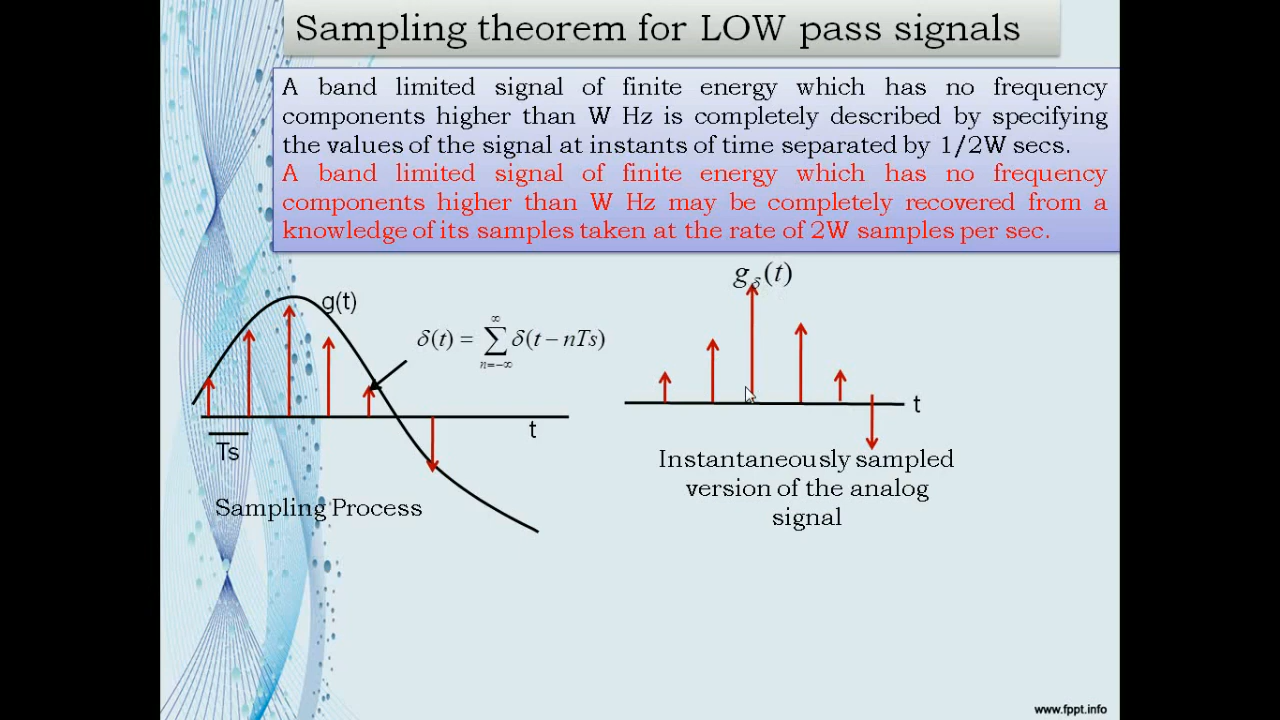 Sampling theorem for LOW pass signals
A band limited signal of finite energy which has no frequency
components higher than W Hz is completely described by specifying
the values of the signal at instants of time separated by 1/2W secs.
A band limited signal of finite energy which has no frequency
components higher than W Hz may be completely recovered from a
knowledge of its samples taken at the rate of 2W samples per sec.
g(t)
δ(t) = ∑_{n=-∞}^{∞} δ(t − nTs)
t
Ts
Sampling Process
g_δ(t)
t
Instantaneously sampled
version of the analog
signal
www.fppt.info